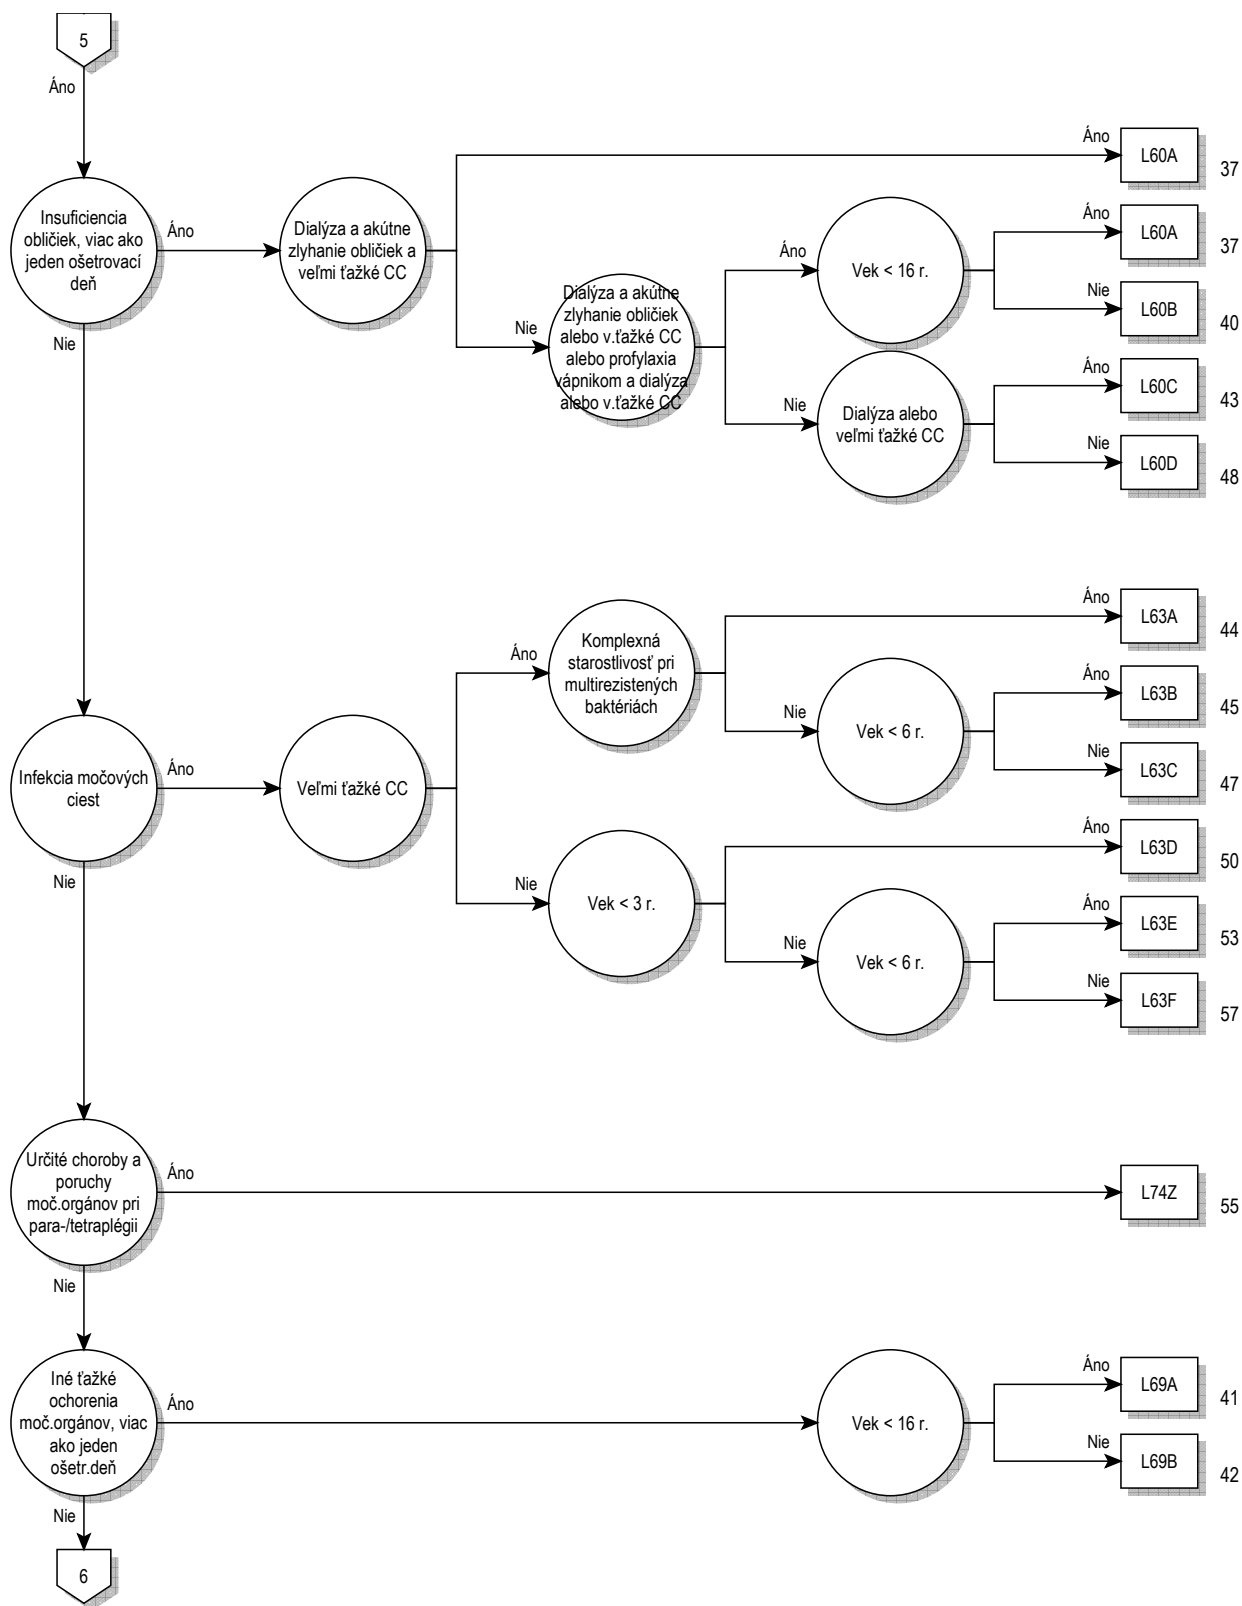 5
Áno
Insuficiencia
obličiek, viac ako
jeden ošetrovací
deň
Áno
Nie
Dialýza a akútne
zlyhanie obličiek a
veľmi ťažké CC
Áno
L60A
37
Nie
Dialýza a akútne
zlyhanie obličiek
alebo v.ťažké CC
alebo profylaxia
vápnikom a dialýza
alebo v.ťažké CC
Áno
Vek < 16 r.
Áno
L60A
37
Nie
L60B
40
Nie
Dialýza alebo
veľmi ťažké CC
Áno
L60C
43
Nie
L60D
48
Infekcia močových
ciest
Áno
Nie
Veľmi ťažké CC
Áno
Komplexná
starostlivosť pri
multirezistených
baktériách
Áno
L63A
44
Nie
Vek < 6 r.
Áno
L63B
45
Nie
L63C
47
Nie
Vek < 3 r.
Áno
L63D
50
Nie
Vek < 6 r.
Áno
L63E
53
Nie
L63F
57
Určité choroby a
poruchy
moč.orgánov pri
para-/tetraplégii
Áno
L74Z
55
Nie
Iné ťažké
ochorenia
moč.orgánov, viac
ako jeden
ošetr.deň
Áno
Vek < 16 r.
Áno
L69A
41
Nie
L69B
42
Nie
6